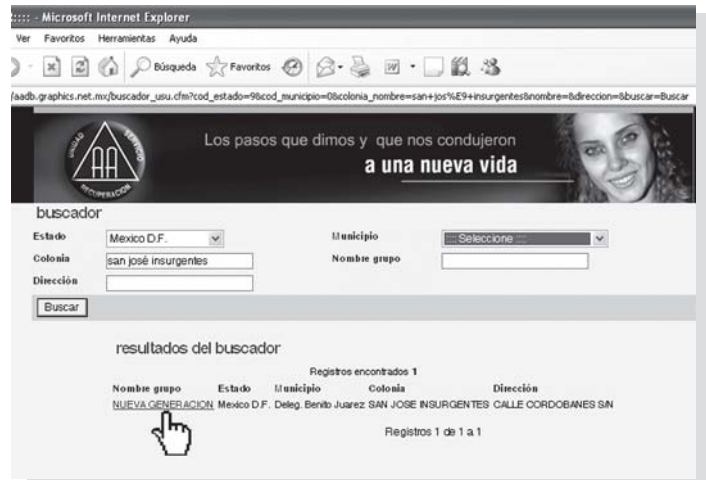 :::: - Microsoft Internet Explorer
Ver Favoritos Herramientas Ayuda
Búsqueda Favoritos
/aadb.graphics.net.mx/buscador_usu.cfm?cod_estado=9&cod_municipio=0&colonia_nombre=san+jos%E9+insurgentes&nombre=&direccion=&buscar=Buscar
UNIDAD SERVICIO RECUPERACION
AA
Los pasos que dimos y que nos condujeron
a una nueva vida
buscador
Estado Mexico D.F. Municipio :::: Seleccione ::::
Colonia san josé insurgentes Nombre grupo
Dirección
Buscar
resultados del buscador
Registros encontrados 1
Nombre grupo Estado Municipio Colonia Dirección
NUEVA GENERACION Mexico D.F. Deleg. Benito Juarez SAN JOSE INSURGENTES CALLE CORDOBANES S/N
Registros 1 de 1 a 1